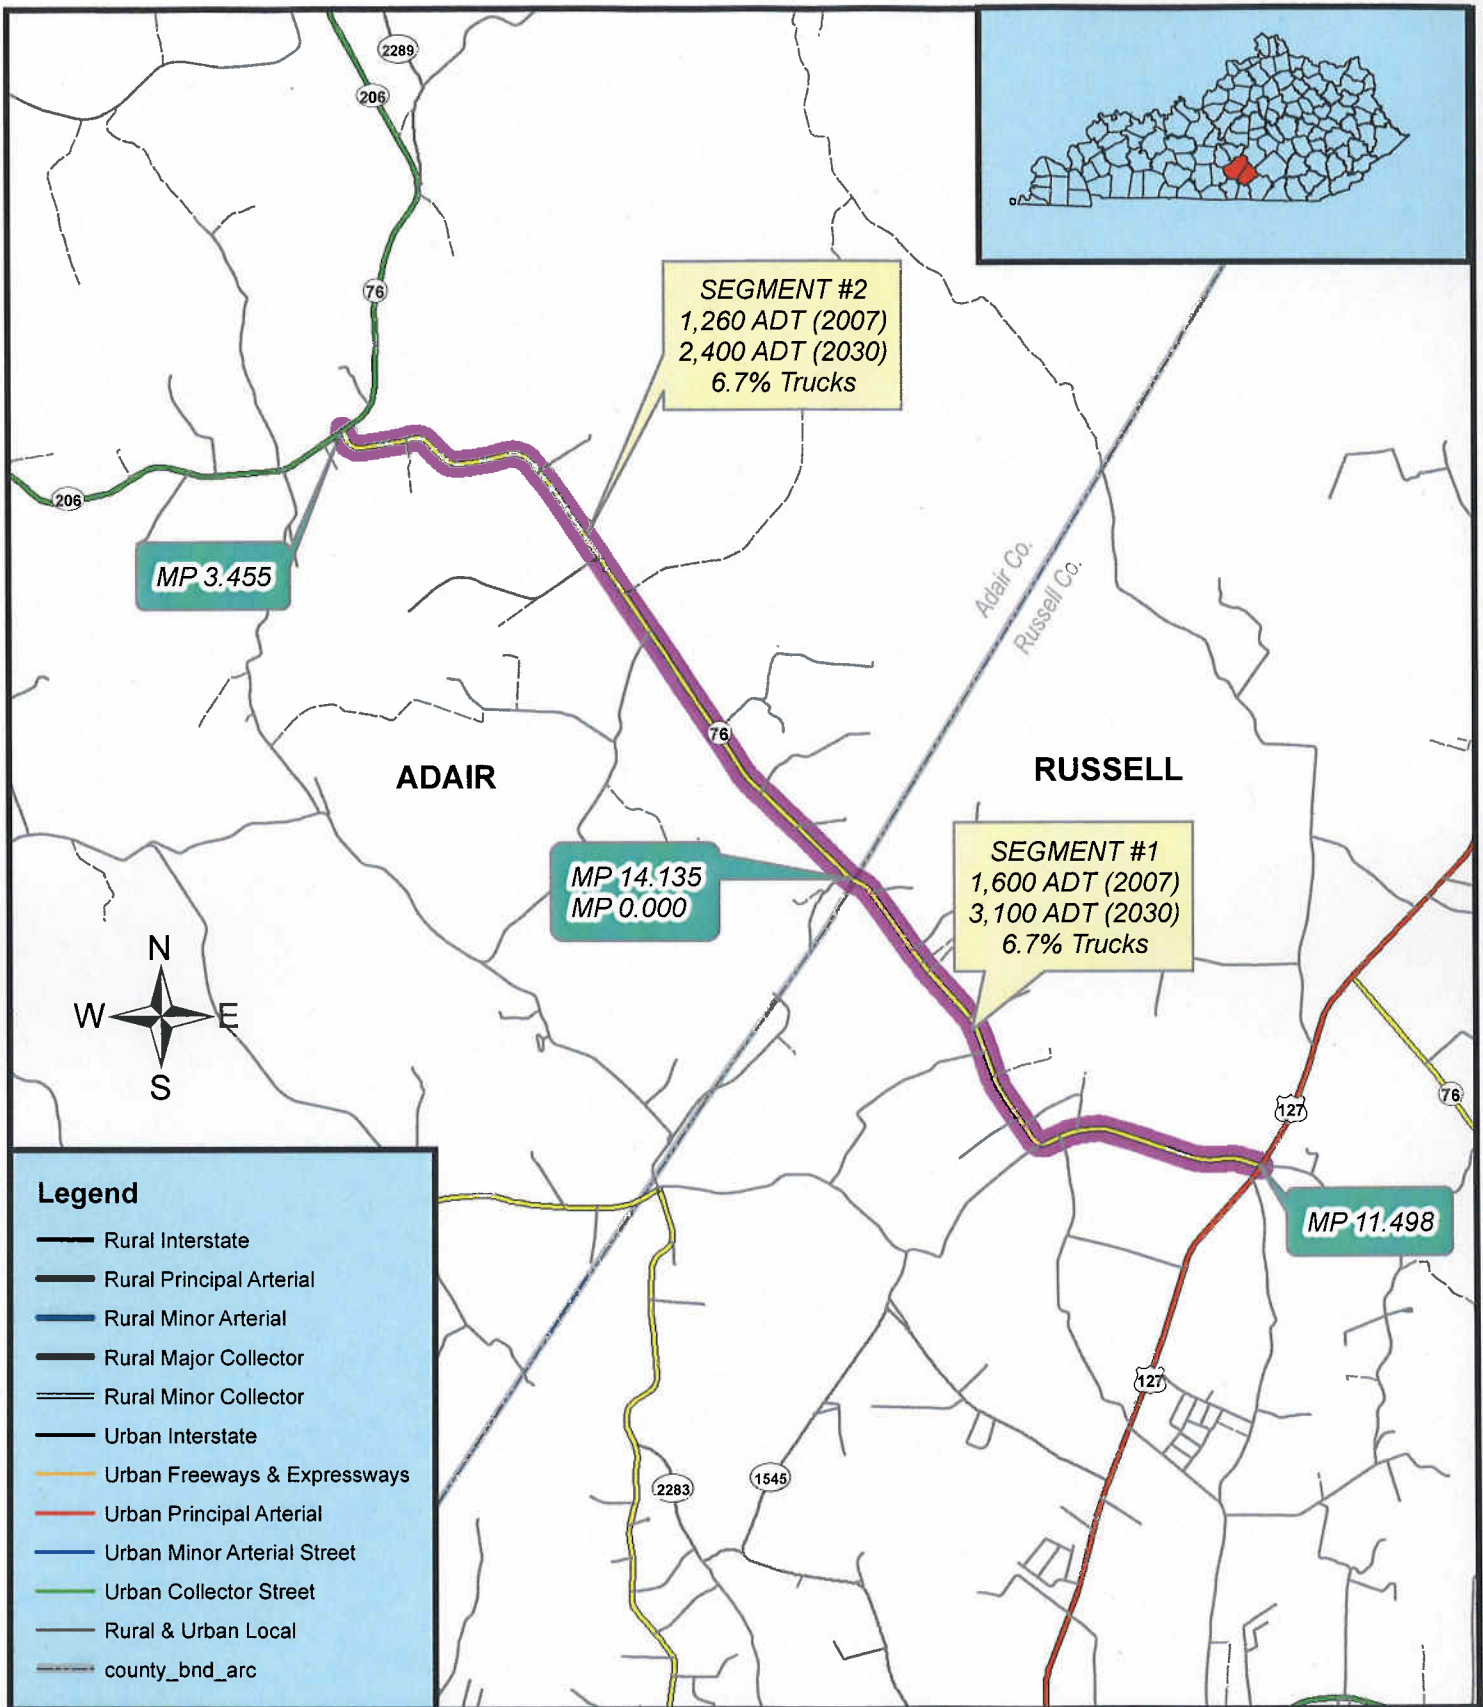 2289
206
76
SEGMENT #2
1,260 ADT (2007)
2,400 ADT (2030)
6.7% Trucks
206
MP 3.455
Adair Co.
Russell Co.
76
ADAIR
RUSSELL
MP 14.135
MP 0.000
SEGMENT #1
1,600 ADT (2007)
3,100 ADT (2030)
6.7% Trucks
N
W
E
S
127
76
MP 11.498
127
2283
1545
Legend
Rural Interstate
Rural Principal Arterial
Rural Minor Arterial
Rural Major Collector
Rural Minor Collector
Urban Interstate
Urban Freeways & Expressways
Urban Principal Arterial
Urban Minor Arterial Street
Urban Collector Street
Rural & Urban Local
county_bnd_arc